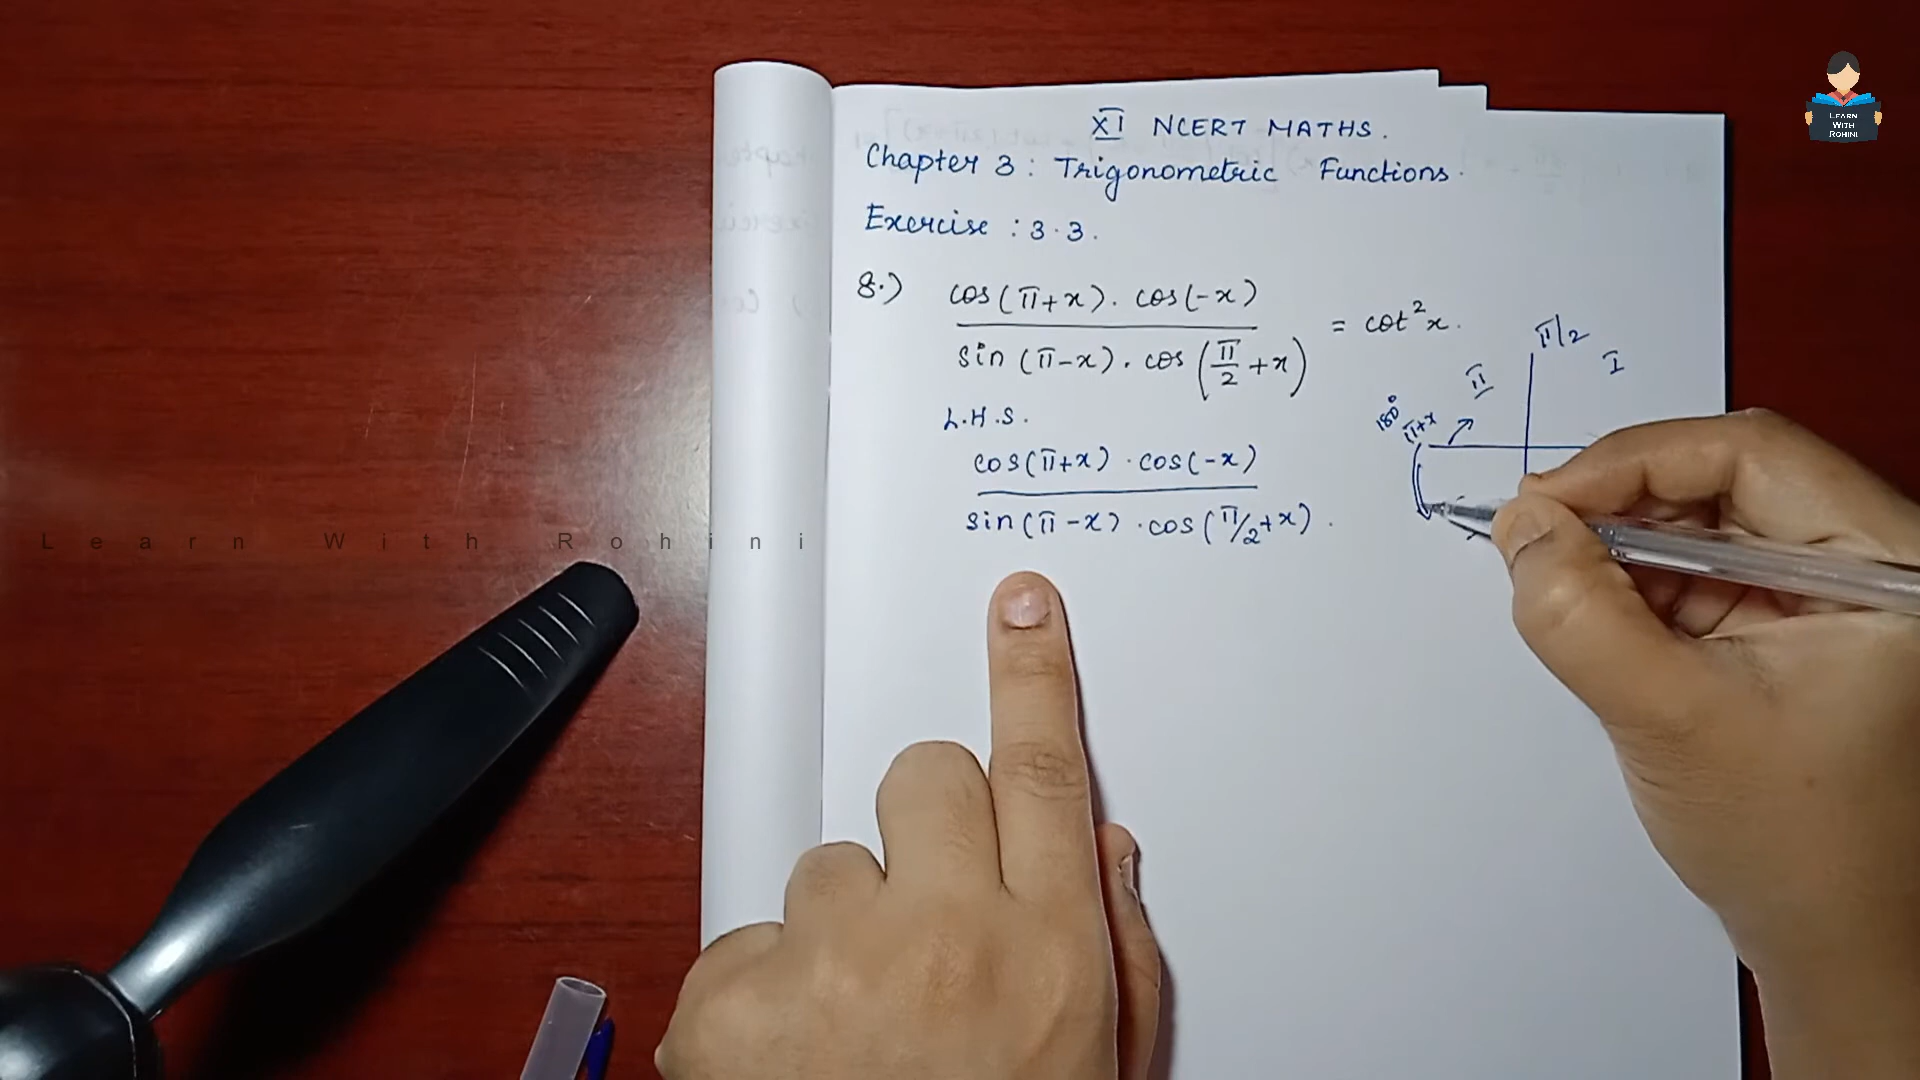 XI NCERT MATHS.
Chapter 3 : Trigonometric Functions.
Exercise : 3.3.
8.) cos(π+x) . cos(-x) / sin(π-x) . cos(π/2 + x) = cot²x.
L.H.S.
cos(π+x) . cos(-x)
sin(π-x) . cos(π/2+x) .
π/2
I
II
180°
π+x
LEARN
WITH
ROHINI
Learn With Rohini